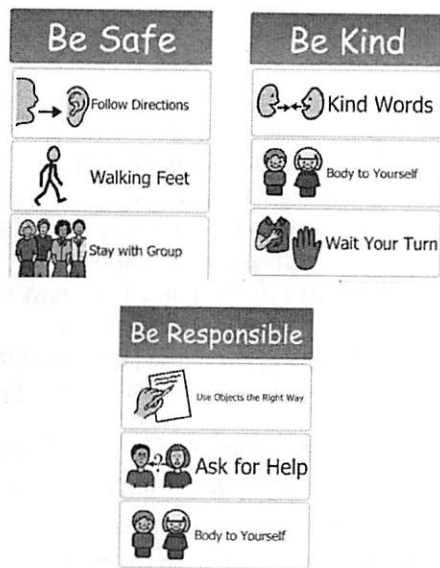 Be Safe
Follow Directions
Walking Feet
Stay with Group
Be Kind
Kind Words
Body to Yourself
Wait Your Turn
Be Responsible
Use Objects the Right Way
?
Ask for Help
Body to Yourself